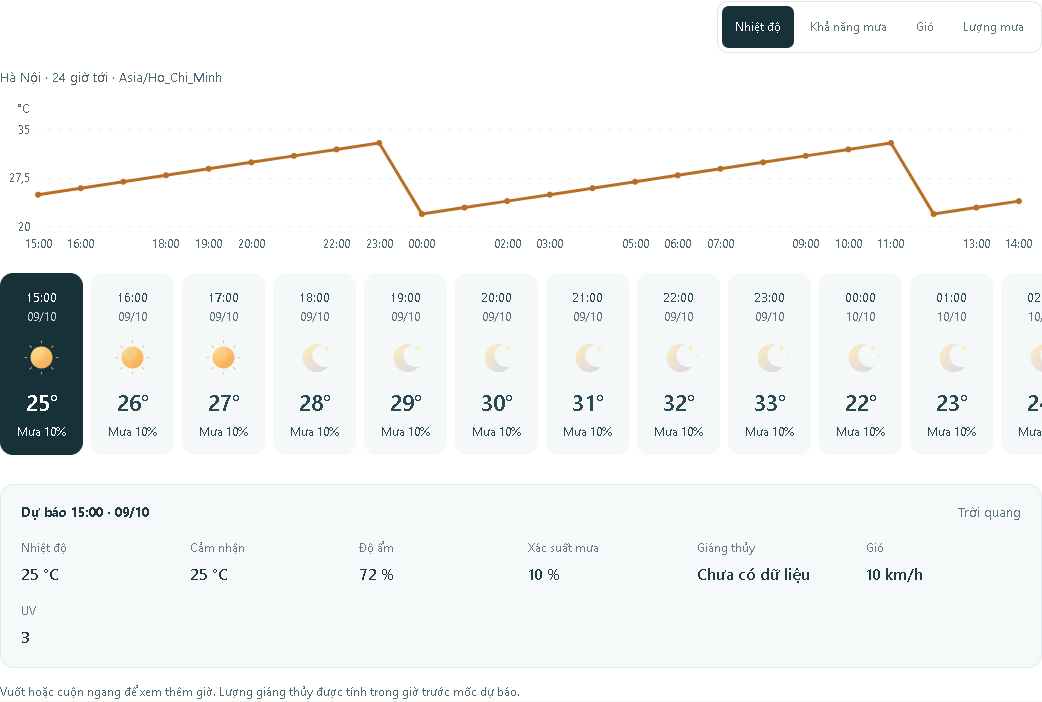 Nhiệt độ Khả năng mưa Gió Lượng mưa
Hà Nội · 24 giờ tới · Asia/Ho_Chi_Minh
°C
35
27,5
20
15:00 16:00 18:00 19:00 20:00 22:00 23:00 00:00 02:00 03:00 05:00 06:00 07:00 09:00 10:00 11:00 13:00 14:00
15:00 16:00 17:00 18:00 19:00 20:00 21:00 22:00 23:00 00:00 01:00 02
09/10 09/10 09/10 09/10 09/10 09/10 09/10 09/10 09/10 10/10 10/10 10/
25° 26° 27° 28° 29° 30° 31° 32° 33° 22° 23° 24
Mưa 10% Mưa 10% Mưa 10% Mưa 10% Mưa 10% Mưa 10% Mưa 10% Mưa 10% Mưa 10% Mưa 10% Mưa 10% Mưa
Dự báo 15:00 · 09/10 Trời quang
Nhiệt độ Cảm nhận Độ ẩm Xác suất mưa Giáng thủy Gió
25 °C 25 °C 72 % 10 % Chưa có dữ liệu 10 km/h
UV
3
Vuốt hoặc cuộn ngang để xem thêm giờ. Lượng giáng thủy được tính trong giờ trước mốc dự báo.